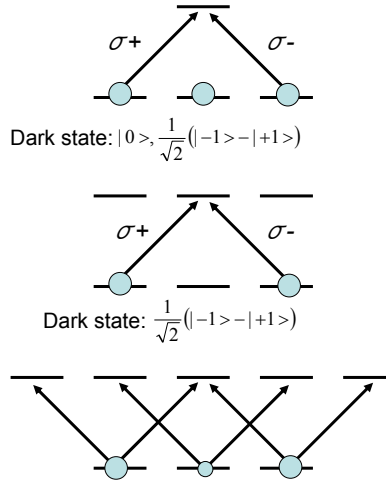 σ+ σ-
Dark state: |0>, 1/√2 (|−1>−|+1>)
σ+ σ-
Dark state: 1/√2 (|−1>−|+1>)